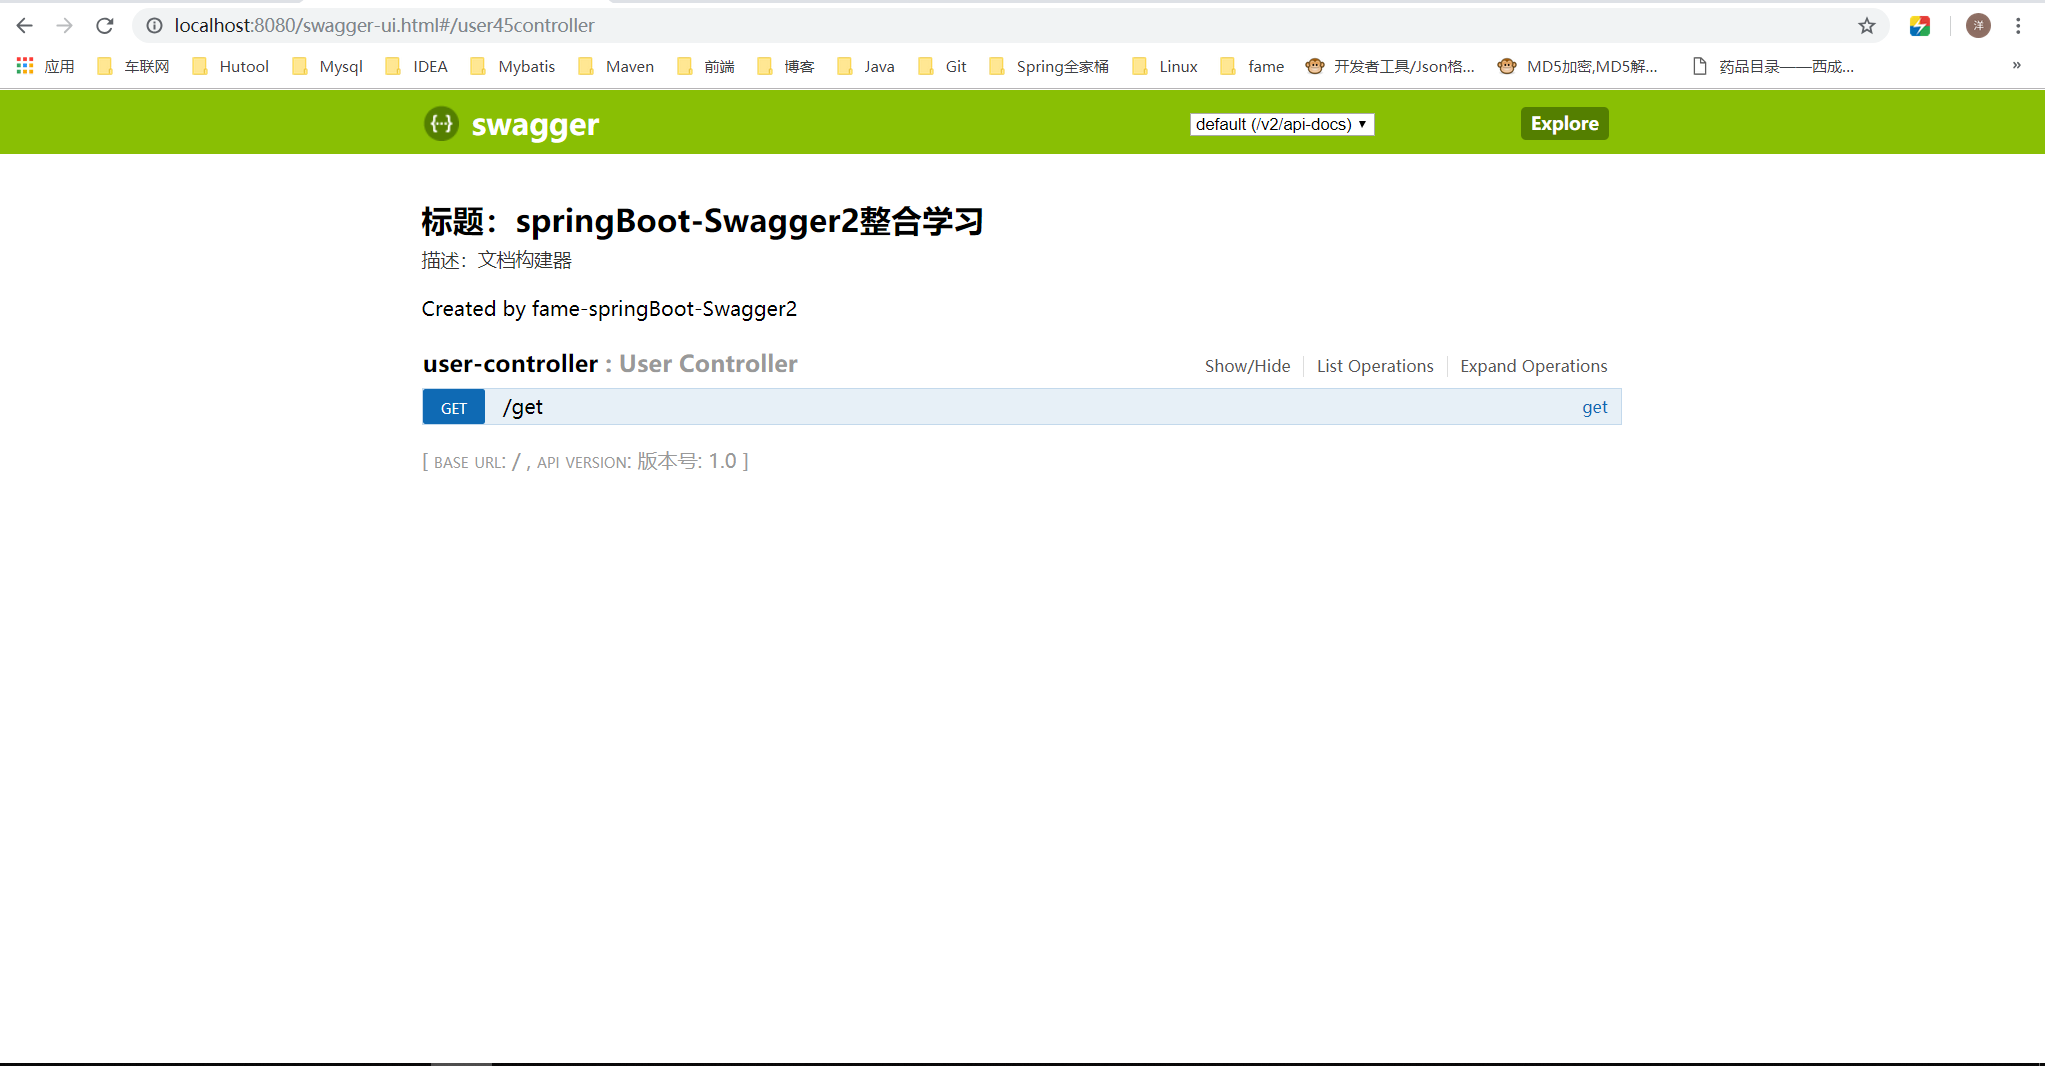 localhost:8080/swagger-ui.html#/user45controller
洋
应用 车联网 Hutool Mysql IDEA Mybatis Maven 前端 博客 Java Git Spring全家桶 Linux fame 开发者工具/Json格... MD5加密,MD5解... 药品目录——西成... »
{···} swagger default (/v2/api-docs) Explore
标题：springBoot-Swagger2整合学习
描述：文档构建器
Created by fame-springBoot-Swagger2
user-controller : User Controller Show/Hide List Operations Expand Operations
GET /get get
[ BASE URL: / , API VERSION: 版本号: 1.0 ]